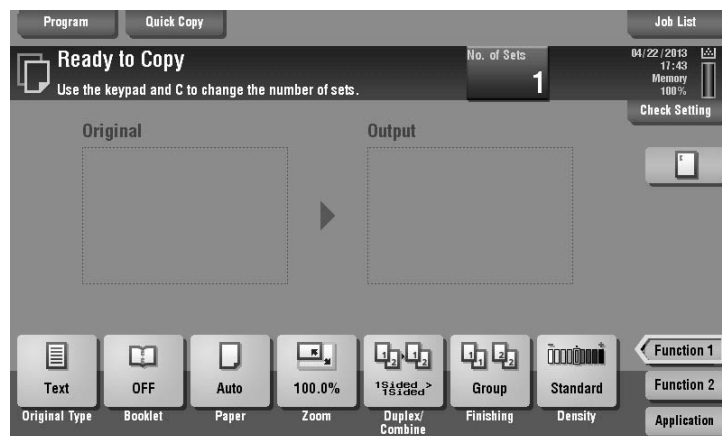 Program
Quick Copy
Job List
Ready to Copy
Use the keypad and C to change the number of sets.
No. of Sets
1
04/22/2013
17:43
Memory
100%
Check Setting
Original
Output
Text
OFF
Auto
100.0%
1Sided >
1Sided
Group
Standard
Original Type
Booklet
Paper
Zoom
Duplex/
Combine
Finishing
Density
Function 1
Function 2
Application